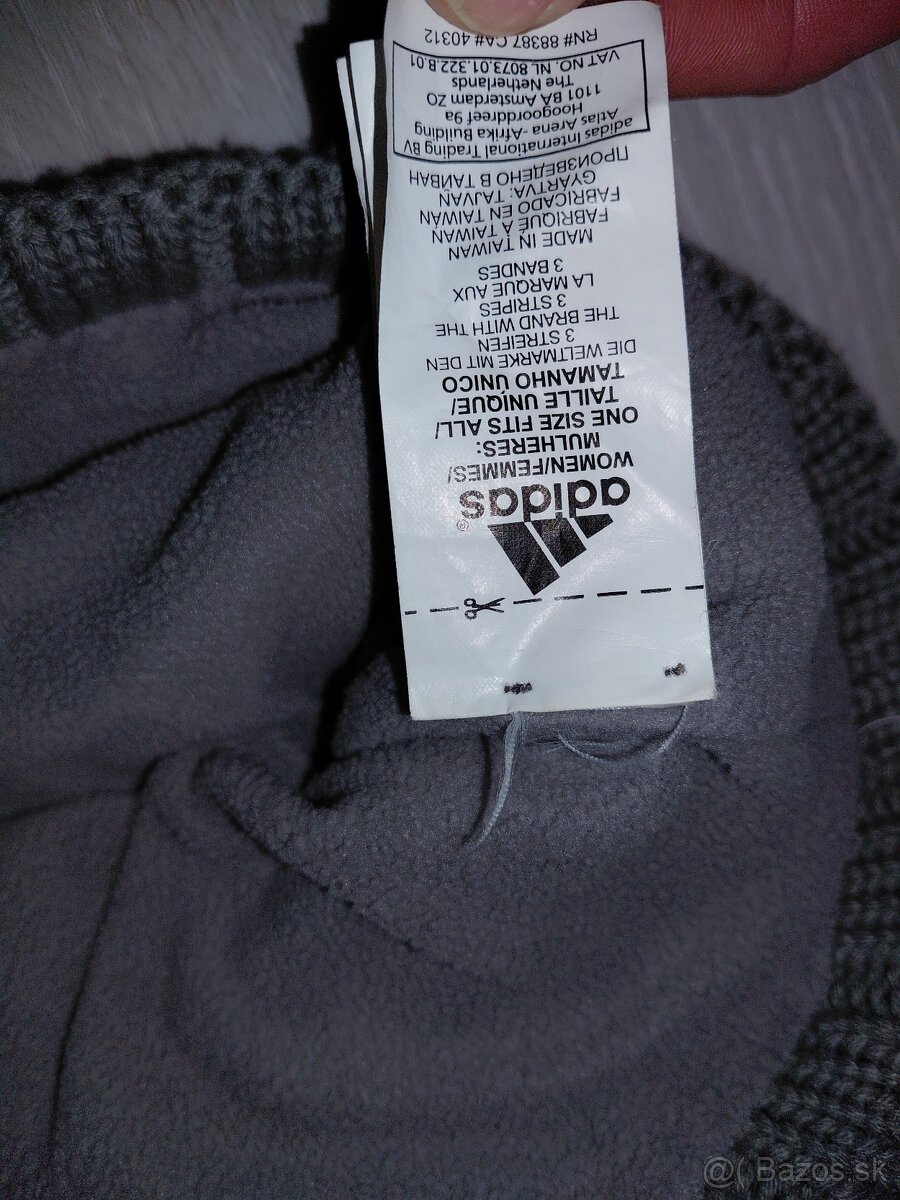 adidas®
WOMEN/FEMMES/
MULHERES:
ONE SIZE FITS ALL/
TAILLE UNIQUE/
TAMANHO ÚNICO
DIE WELTMARKE MIT DEN
3 STREIFEN
THE BRAND WITH THE
3 STRIPES
LA MARQUE AUX
3 BANDES
MADE IN TAIWAN
FABRIQUÉ À TAIWAN
FABRICADO EN TAIWÁN
GYÁRTVA: TAJVAN
ПРОИЗВЕДЕНО В ТАЙВАН
adidas International Trading BV
Atlas Arena -Afrika Building
Hoogoorddreef 9a
1101 BA Amsterdam ZO
The Netherlands
VAT NO. NL 8073.01.322.B.01
RN# 88387 CA# 40312
@( Bazos.sk